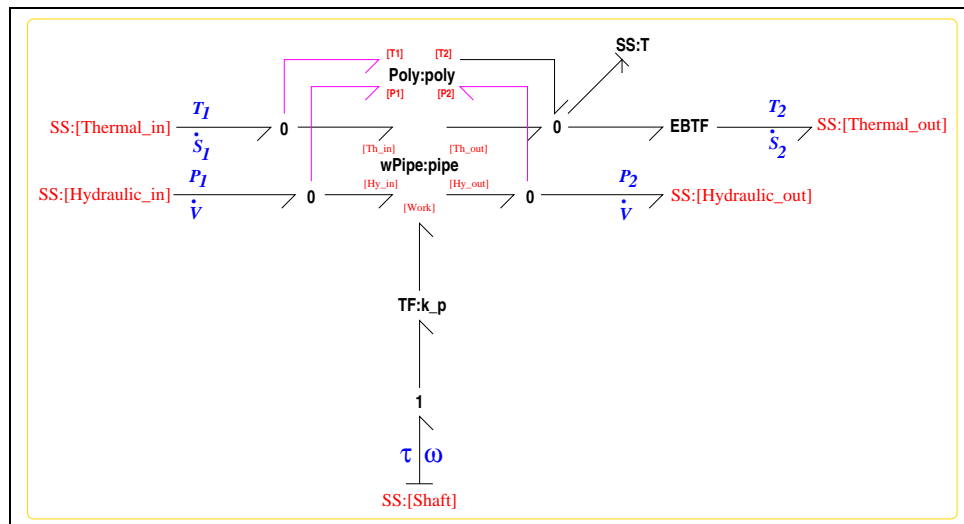 SS:T
[T1] [T2]
Poly:poly
[P1] [P2]
T1 T2
SS:[Thermal_in] 0 0 EBTF SS:[Thermal_out]
Ṡ1 Ṡ2
[Th_in] [Th_out]
wPipe:pipe
P1 [Hy_in] [Hy_out] P2
SS:[Hydraulic_in] 0 0 SS:[Hydraulic_out]
V̇ [Work] V̇
TF:k_p
1
τ ω
SS:[Shaft]